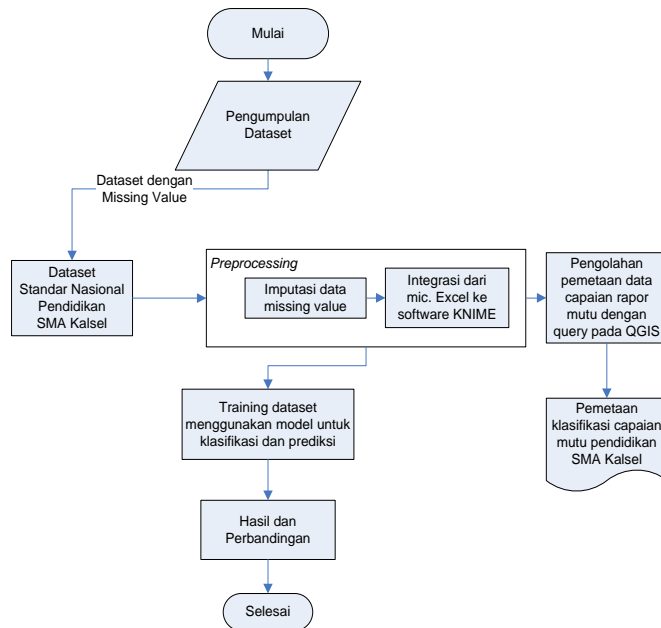 Mulai
Pengumpulan
Dataset
Dataset dengan
Missing Value
Dataset
Standar Nasional
Pendidikan
SMA Kalsel
Preprocessing
Imputasi data
missing value
Integrasi dari
mic. Excel ke
software KNIME
Pengolahan
pemetaan data
capaian rapor
mutu dengan
query pada QGIS
Pemetaan
klasifikasi capaian
mutu pendidikan
SMA Kalsel
Training dataset
menggunakan model untuk
klasifikasi dan prediksi
Hasil dan
Perbandingan
Selesai